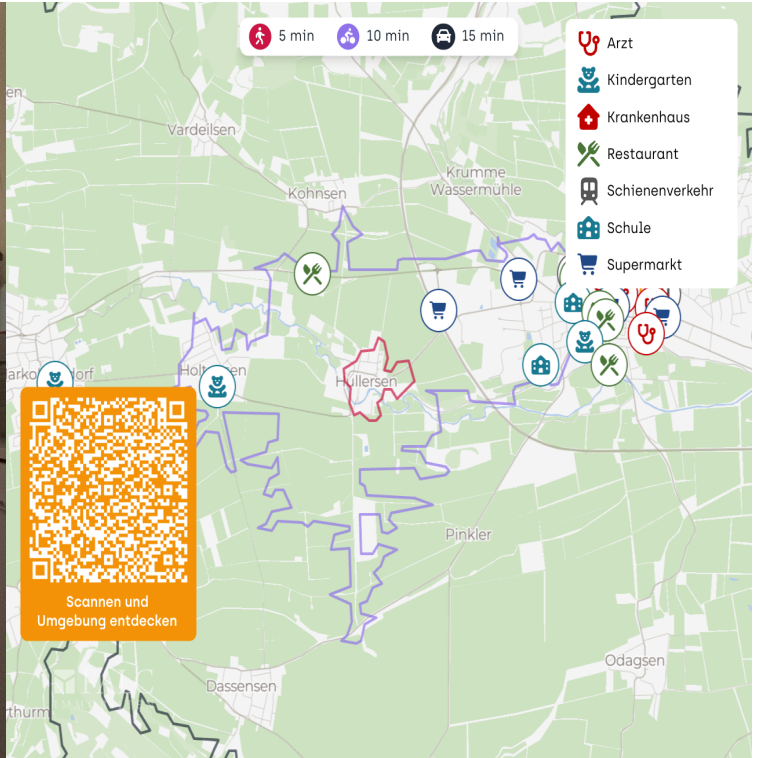 5 min
10 min
15 min
Arzt
Kindergarten
Krankenhaus
Restaurant
Schienenverkehr
Schule
Supermarkt
Vardeilsen
Krumme
Wassermühle
Kohnsen
Hullersen
Pinkler
Odagsen
Dassensen
Scannen und
Umgebung entdecken